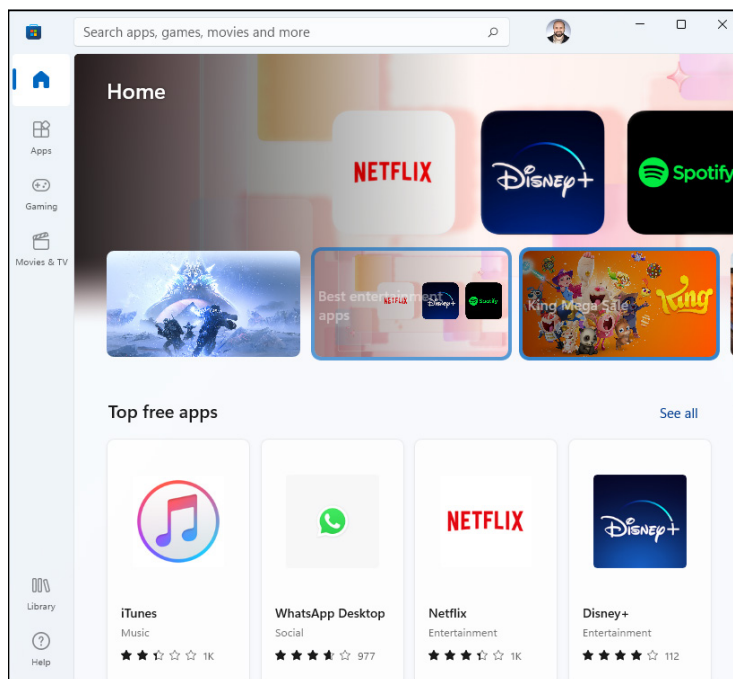 Search apps, games, movies and more
Home
Apps
Gaming
Movies & TV
NETFLIX
Disney+
Spotify
Best entertainment
apps
NETFLIX
Disney+
Spotify
King Mega Sale
King
Top free apps
See all
NETFLIX
Disney+
iTunes
WhatsApp Desktop
Netflix
Disney+
Music
Social
Entertainment
Entertainment
1K
977
1K
112
Library
Help